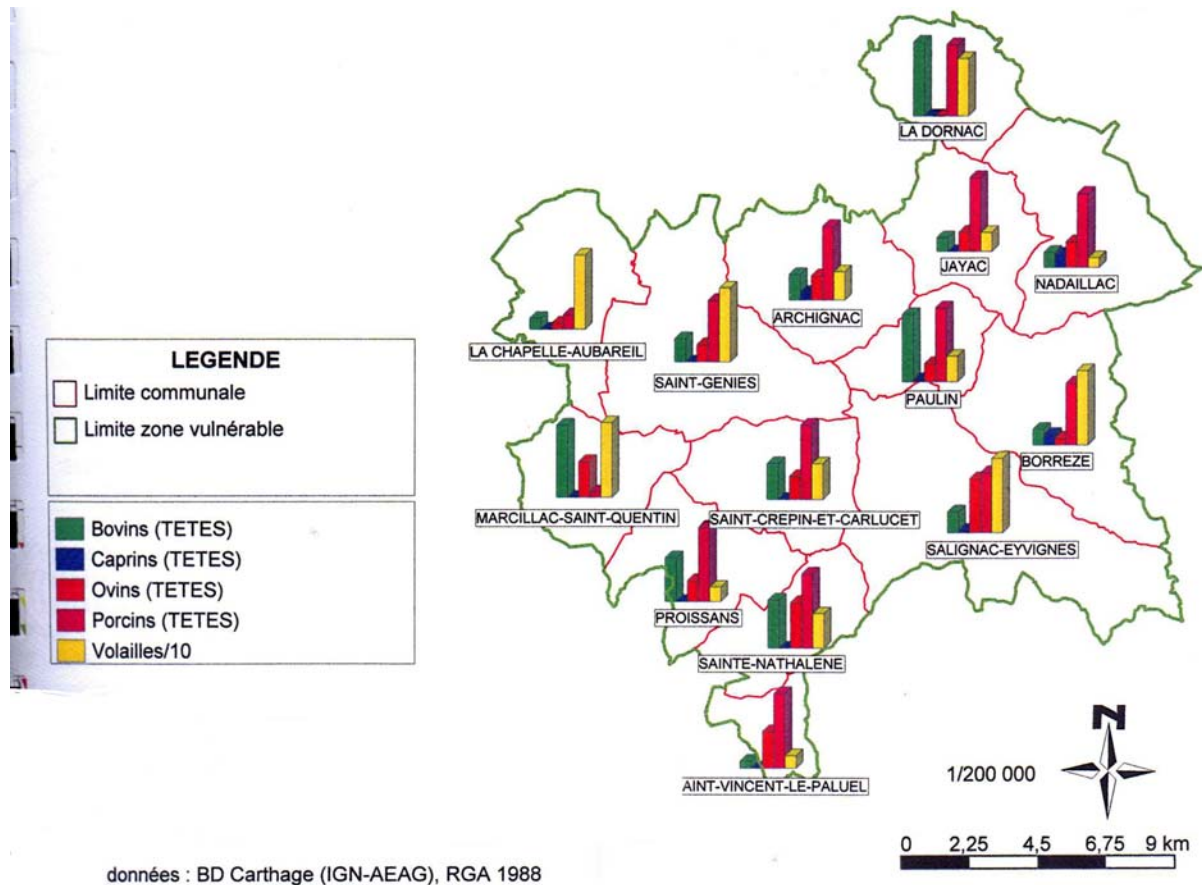 LA DORNAC
JAYAC
NADAILLAC
ARCHIGNAC
LA CHAPELLE-AUBAREIL
SAINT-GENIES
PAULIN
BORREZE
MARCILLAC-SAINT-QUENTIN
SAINT-CREPIN-ET-CARLUCET
SALIGNAC-EYVIGNES
PROISSANS
SAINTE-NATHALENE
AINT-VINCENT-LE-PALUEL
LEGENDE
Limite communale
Limite zone vulnérable
Bovins (TETES)
Caprins (TETES)
Ovins (TETES)
Porcins (TETES)
Volailles/10
N
1/200 000
0 2,25 4,5 6,75 9 km
données : BD Carthage (IGN-AEAG), RGA 1988